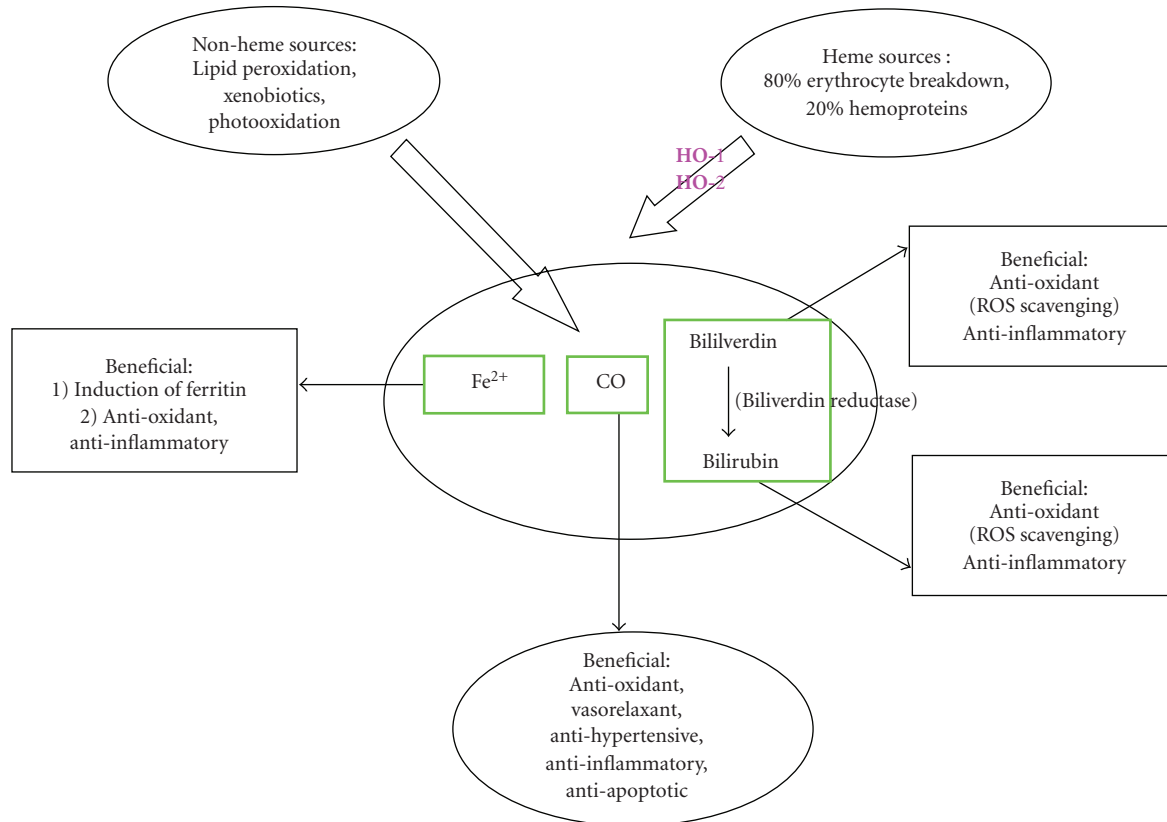 Non-heme sources:
Lipid peroxidation,
xenobiotics,
photooxidation
Heme sources :
80% erythrocyte breakdown,
20% hemoproteins
HO-1
HO-2
Beneficial:
Anti-oxidant
(ROS scavenging)
Anti-inflammatory
Beneficial:
1) Induction of ferritin
2) Anti-oxidant,
anti-inflammatory
Fe²⁺
CO
Bililverdin
(Biliverdin reductase)
Bilirubin
Beneficial:
Anti-oxidant
(ROS scavenging)
Anti-inflammatory
Beneficial:
Anti-oxidant,
vasorelaxant,
anti-hypertensive,
anti-inflammatory,
anti-apoptotic